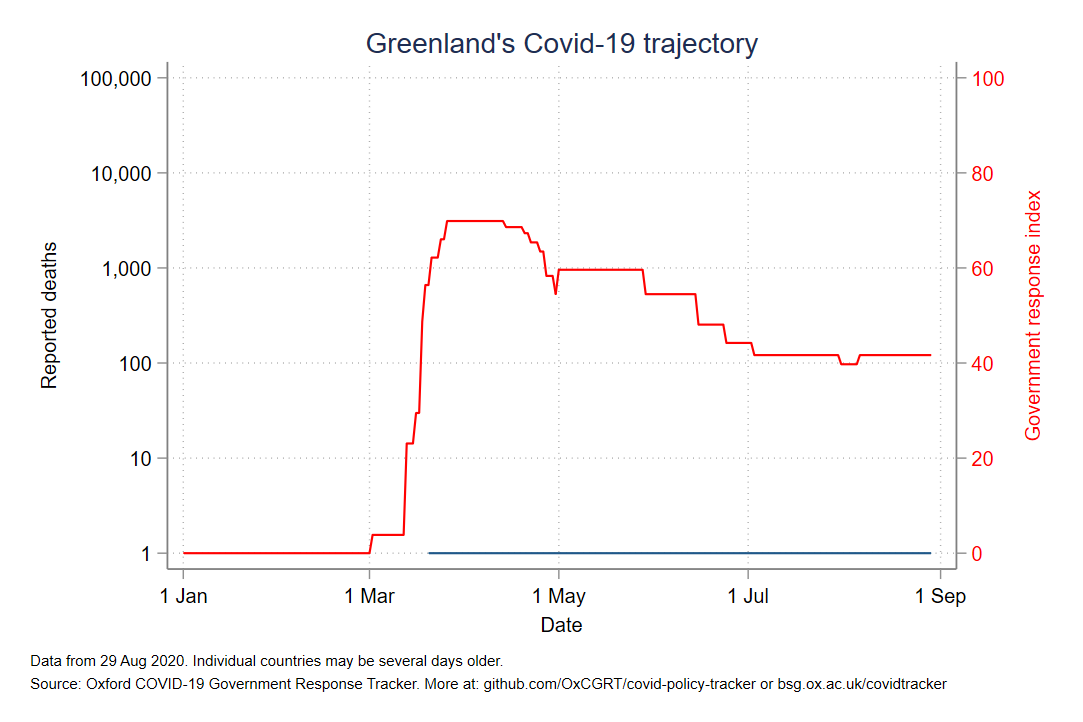 Greenland's Covid-19 trajectory
100,000
10,000
1,000
100
10
1
Reported deaths
100
80
60
40
20
0
Government response index
1 Jan
1 Mar
1 May
1 Jul
1 Sep
Date
Data from 29 Aug 2020. Individual countries may be several days older.
Source: Oxford COVID-19 Government Response Tracker. More at: github.com/OxCGRT/covid-policy-tracker or bsg.ox.ac.uk/covidtracker